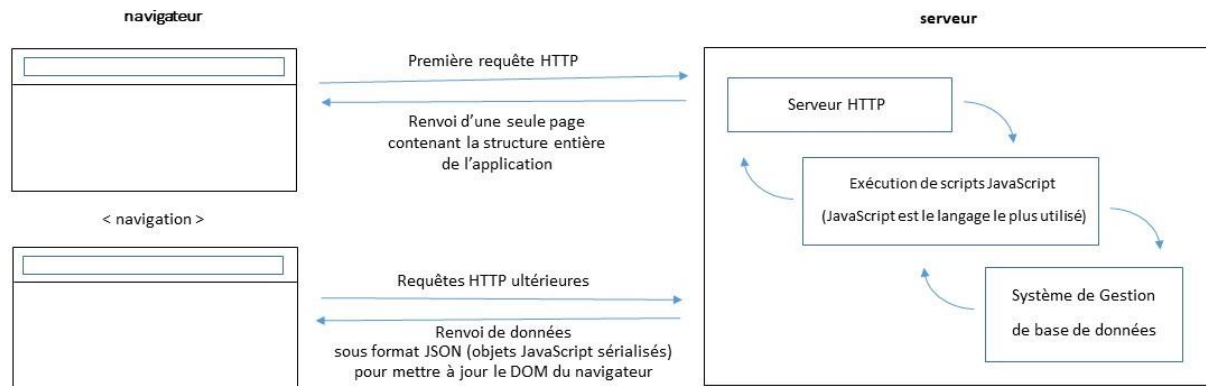 navigateur
serveur
Première requête HTTP
Renvoi d'une seule page
contenant la structure entière
de l'application
< navigation >
Requêtes HTTP ultérieures
Renvoi de données
sous format JSON (objets JavaScript sérialisés)
pour mettre à jour le DOM du navigateur
Serveur HTTP
Exécution de scripts JavaScript
(JavaScript est le langage le plus utilisé)
Système de Gestion
de base de données